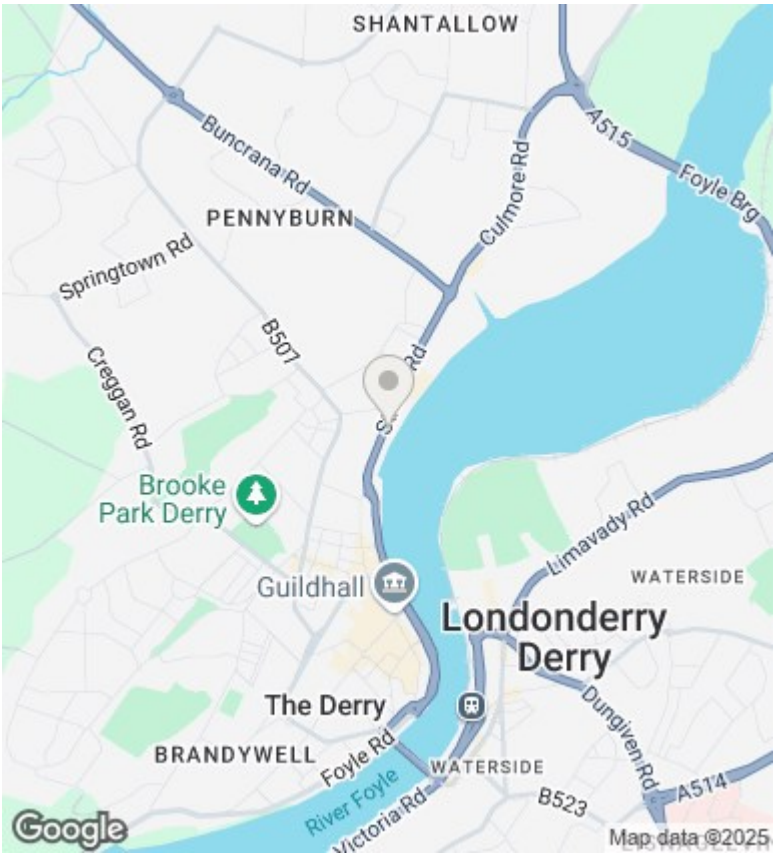 SHANTALLOW
A515
Buncrana Rd
Culmore Rd
Foyle Brg
PENNYBURN
Springtown Rd
B507
Rd
Creggan Rd
Brooke
Park Derry
Limavady Rd
WATERSIDE
Guildhall
Londonderry
Derry
The Derry
Dungiven Rd
BRANDYWELL
Foyle Rd
WATERSIDE
River Foyle
A514
Victoria Rd
B523
Google
Map data ©2025